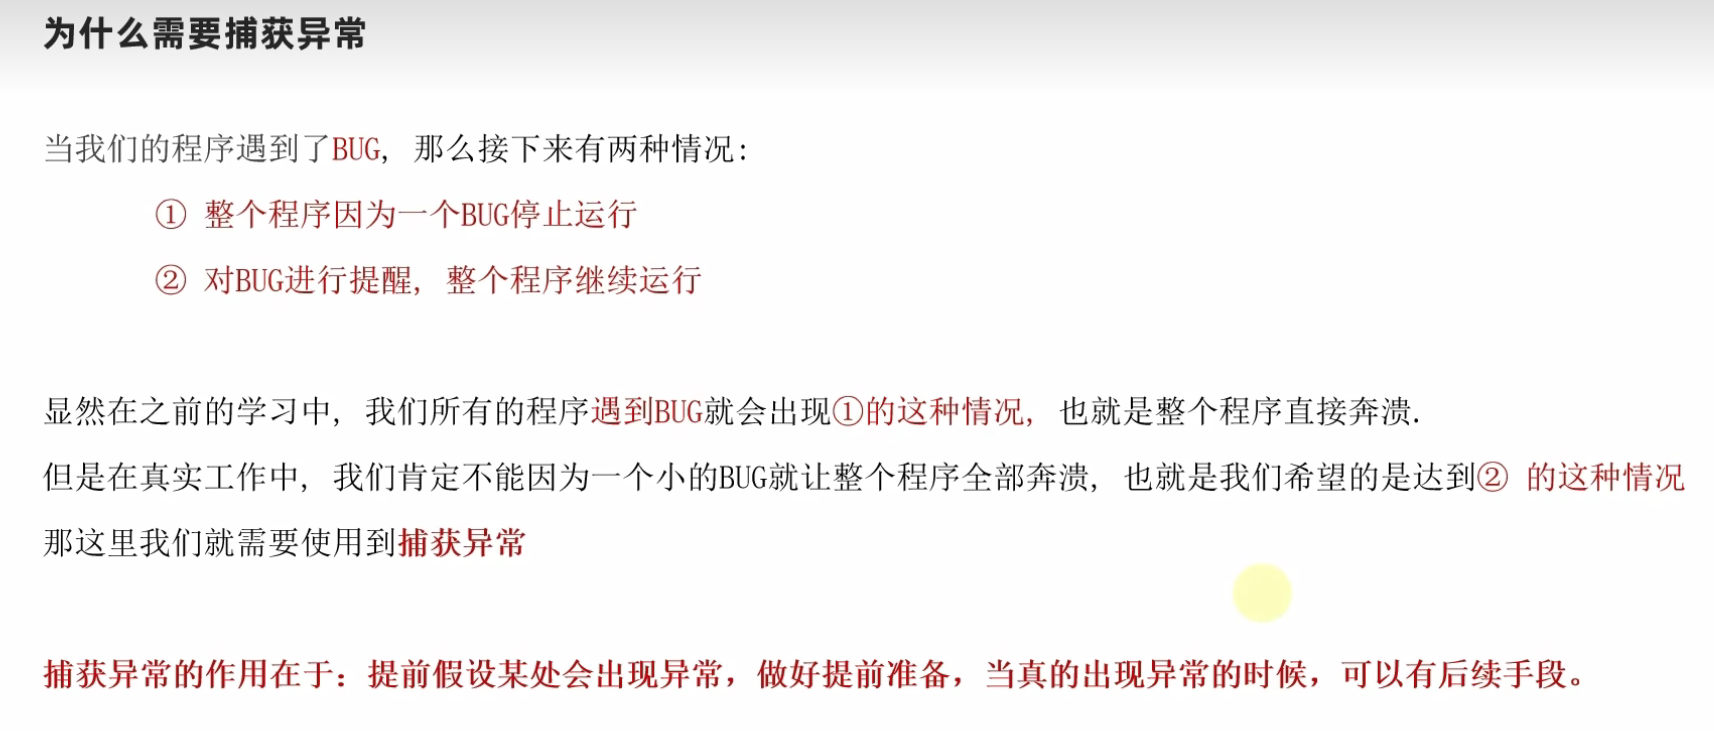 为什么需要捕获异常
当我们的程序遇到了BUG, 那么接下来有两种情况:
① 整个程序因为一个BUG停止运行
② 对BUG进行提醒, 整个程序继续运行
显然在之前的学习中, 我们所有的程序遇到BUG就会出现①的这种情况, 也就是整个程序直接奔溃.
但是在真实工作中, 我们肯定不能因为一个小的BUG就让整个程序全部奔溃, 也就是我们希望的是达到② 的这种情况
那这里我们就需要使用到捕获异常
捕获异常的作用在于：提前假设某处会出现异常，做好提前准备，当真的出现异常的时候，可以有后续手段。